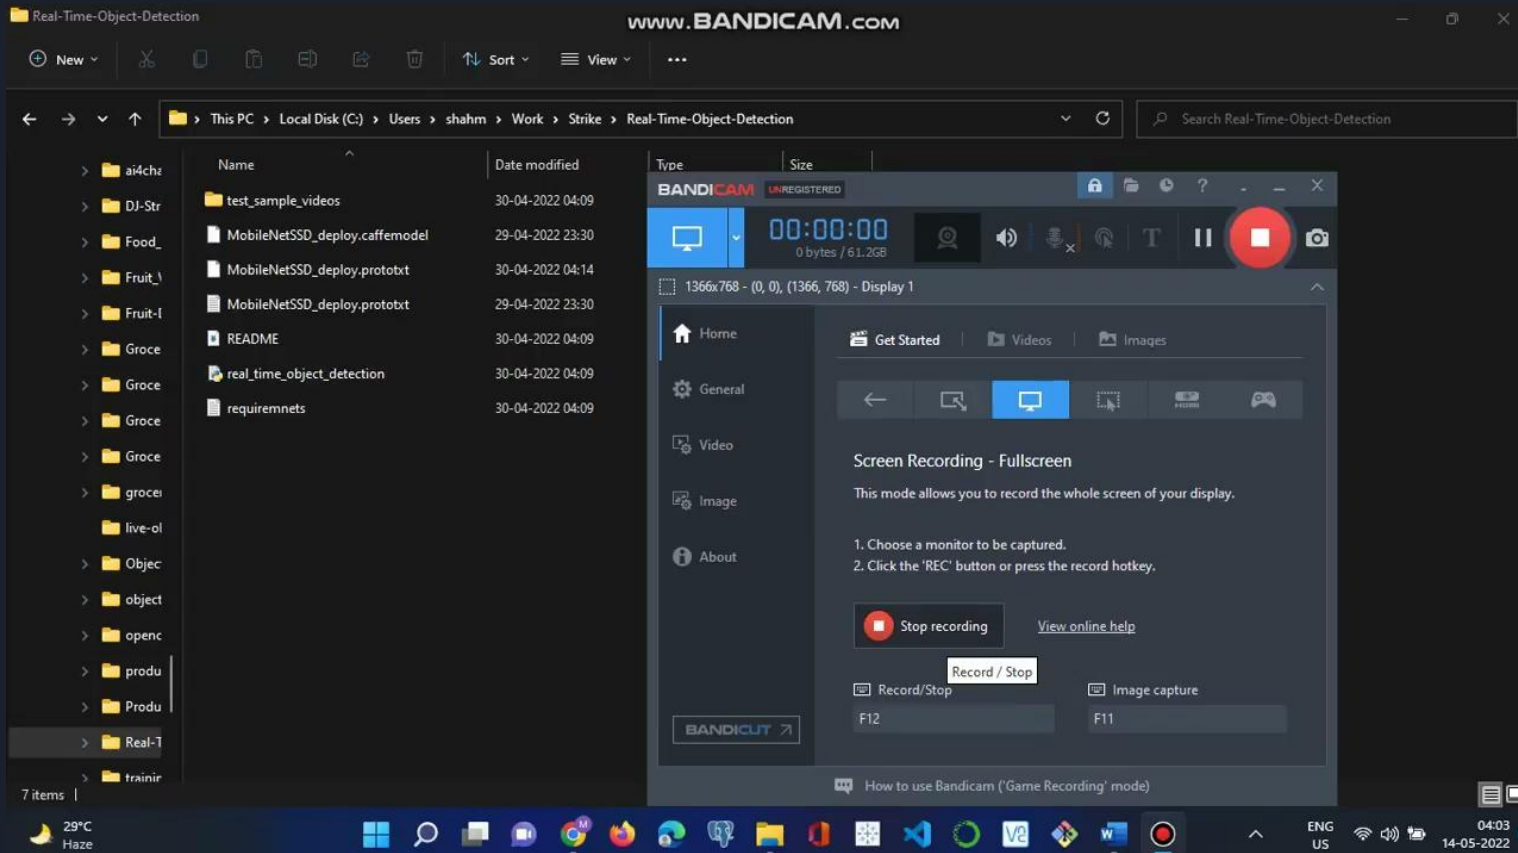 Real-Time-Object-Detection
www.BANDICAM.com
New
Sort
View
This PC > Local Disk (C:) > Users > shahm > Work > Strike > Real-Time-Object-Detection
Search Real-Time-Object-Detection
Name Date modified Type Size
test_sample_videos 30-04-2022 04:09
MobileNetSSD_deploy.caffemodel 29-04-2022 23:30
MobileNetSSD_deploy.prototxt 30-04-2022 04:14
MobileNetSSD_deploy.prototxt 29-04-2022 23:30
README 30-04-2022 04:09
real_time_object_detection 30-04-2022 04:09
requiremnets 30-04-2022 04:09
ai4cha
DJ-Str
Food_
Fruit_V
Fruit-D
Groce
Groce
Groce
Groce
grocer
live-ol
Objec
object
openc
produ
Produ
Real-T
trainin
7 items
BANDICAM UNREGISTERED
00:00:00
0 bytes / 61.2GB
1366x768 - (0, 0), (1366, 768) - Display 1
Home
General
Video
Image
About
BANDICUT
Get Started
Videos
Images
Screen Recording - Fullscreen
This mode allows you to record the whole screen of your display.
1. Choose a monitor to be captured.
2. Click the 'REC' button or press the record hotkey.
Stop recording
View online help
Record / Stop
Record/Stop
Image capture
F12
F11
How to use Bandicam ('Game Recording' mode)
29°C
Haze
ENG
US
04:03
14-05-2022